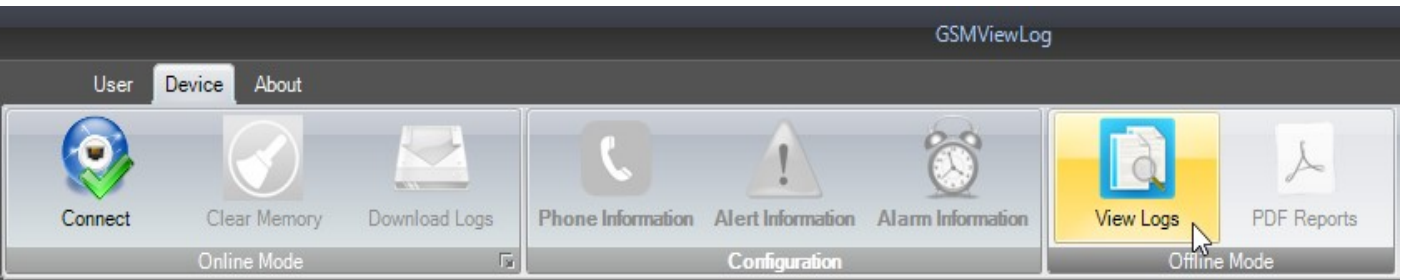 GSMViewLog
User Device About
Connect Clear Memory Download Logs Phone Information Alert Information Alarm Information View Logs PDF Reports
Online Mode Configuration Offline Mode